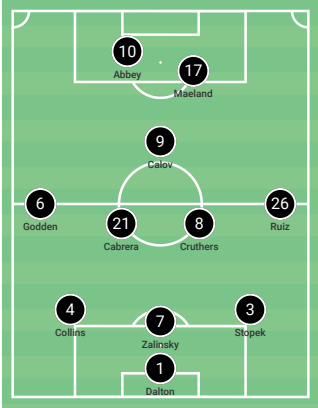 10
Abbey
17
Maeland
9
Calov
6
Godden
26
Ruiz
21
Cabrera
8
Cruthers
4
Collins
3
Stopek
7
Zalinsky
1
Dalton